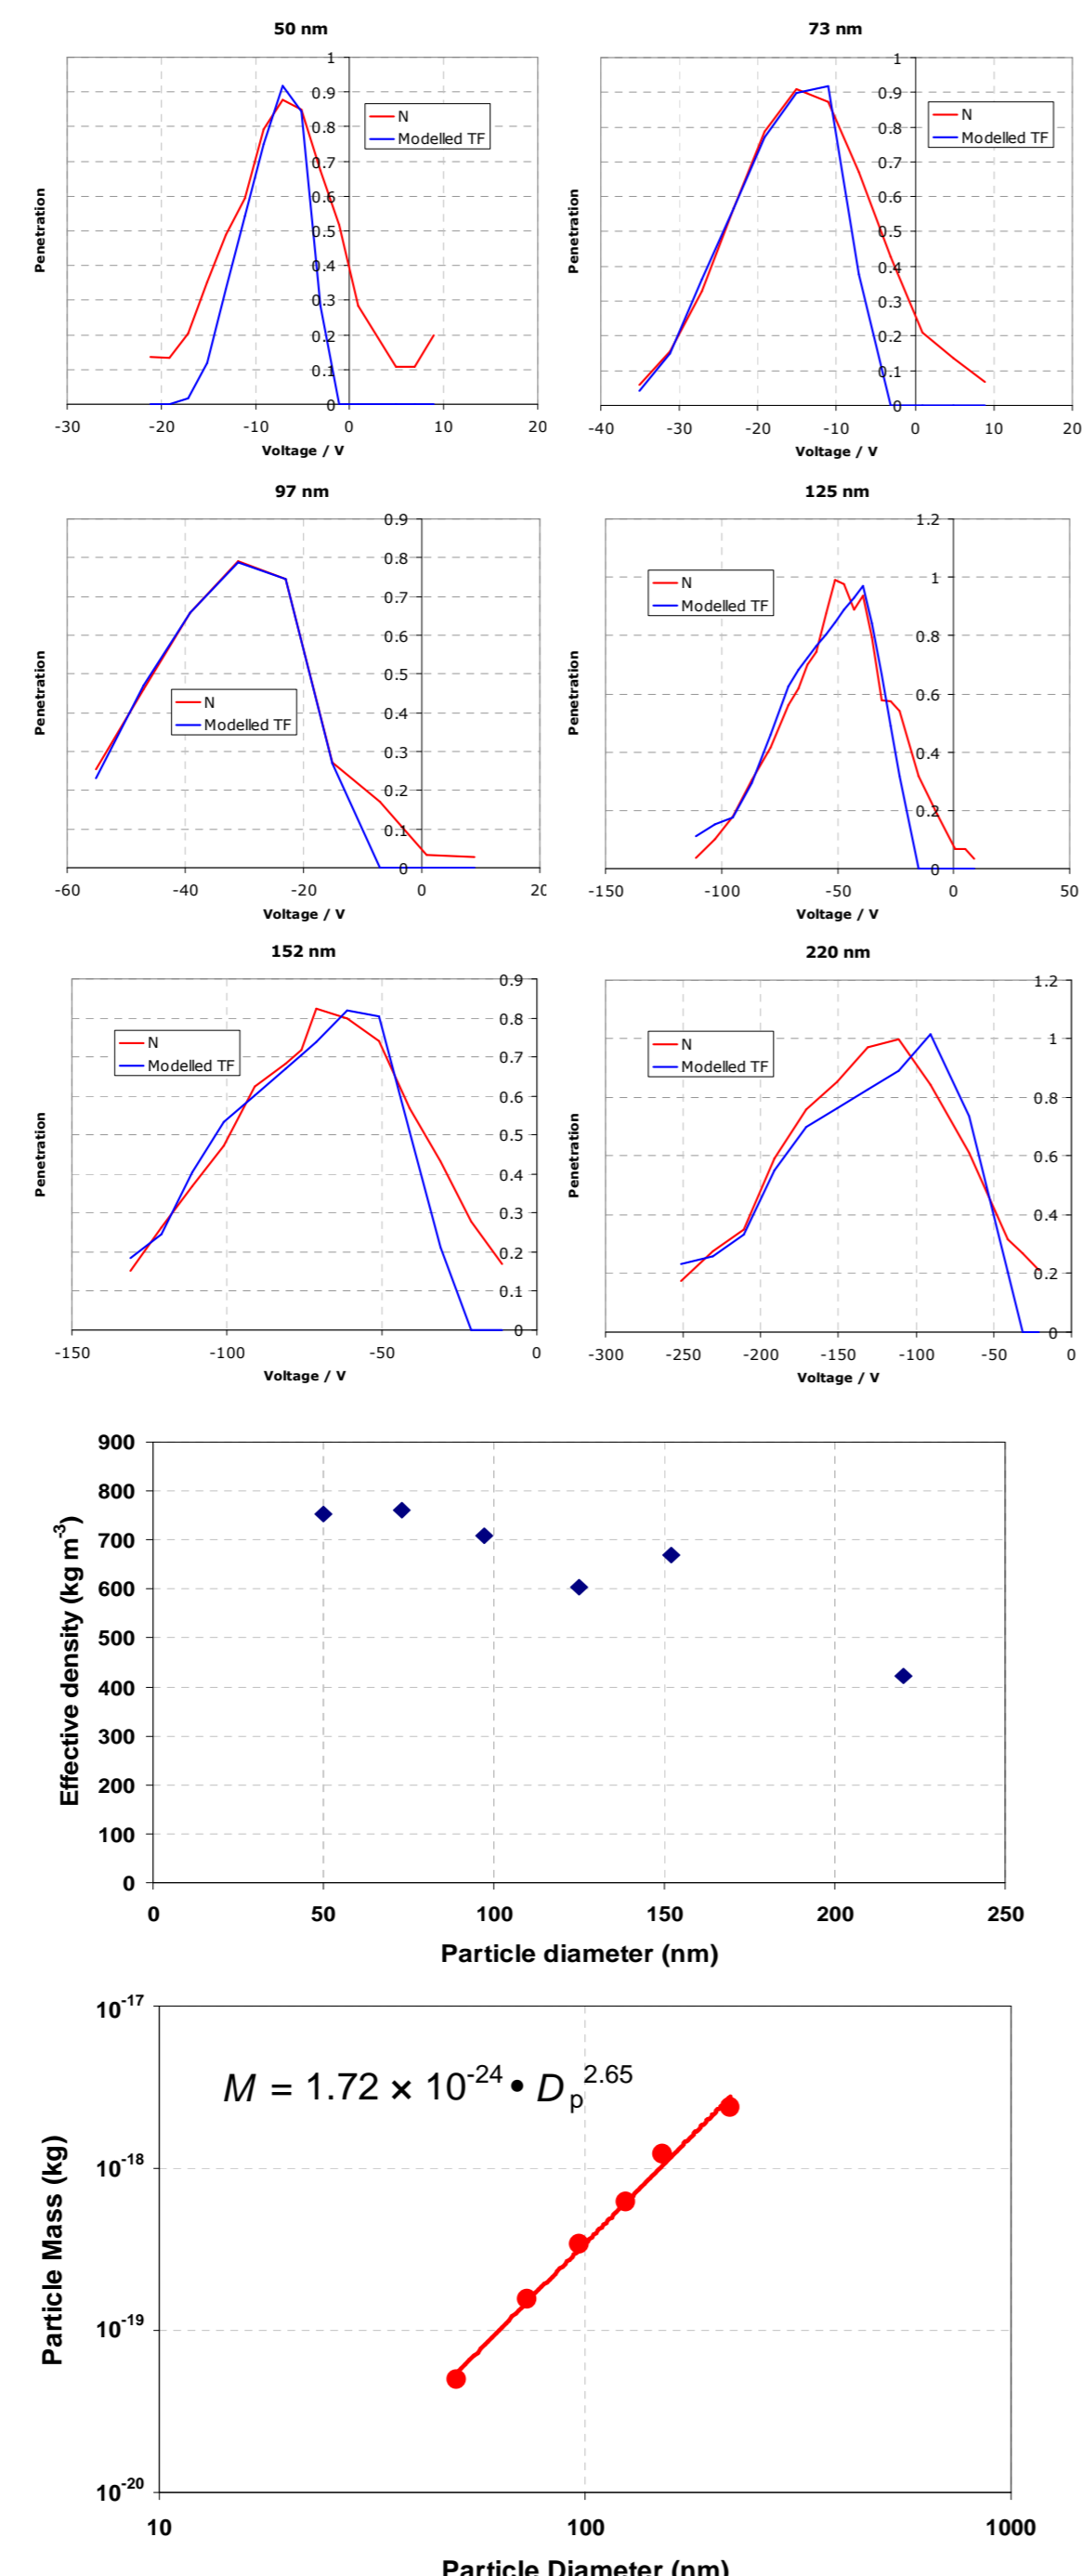 50 nm
1
0.9
0.8
0.7
0.6
0.5
0.4
0.3
0.2
0.1
0
N
Modelled TF
Penetration
-30 -20 -10 0 10 20
Voltage / V
73 nm
1
0.9
0.8
0.7
0.6
0.5
0.4
0.3
0.2
0.1
0
N
Modelled TF
Penetration
-40 -30 -20 -10 0 10 20
Voltage / V
97 nm
0.9
0.8
0.7
0.6
0.5
0.4
0.3
0.2
0.1
0
N
Modelled TF
Penetration
-60 -40 -20 0 20
Voltage / V
125 nm
1.2
1
0.8
0.6
0.4
0.2
0
N
Modelled TF
Penetration
-150 -100 -50 0 50
Voltage / V
152 nm
0.9
0.8
0.7
0.6
0.5
0.4
0.3
0.2
0.1
0
N
Modelled TF
Penetration
-150 -100 -50 0
Voltage / V
220 nm
1.2
1
0.8
0.6
0.4
0.2
0
N
Modelled TF
Penetration
-300 -250 -200 -150 -100 -50 0
Voltage / V
900
800
700
600
500
400
300
200
100
0
Effective density (kg m⁻³)
0 50 100 150 200 250
Particle diameter (nm)
10⁻¹⁷
10⁻¹⁸
10⁻¹⁹
10⁻²⁰
M = 1.72 × 10⁻²⁴ • Dₚ²·⁶⁵
Particle Mass (kg)
10 100 1000
Particle Diameter (nm)